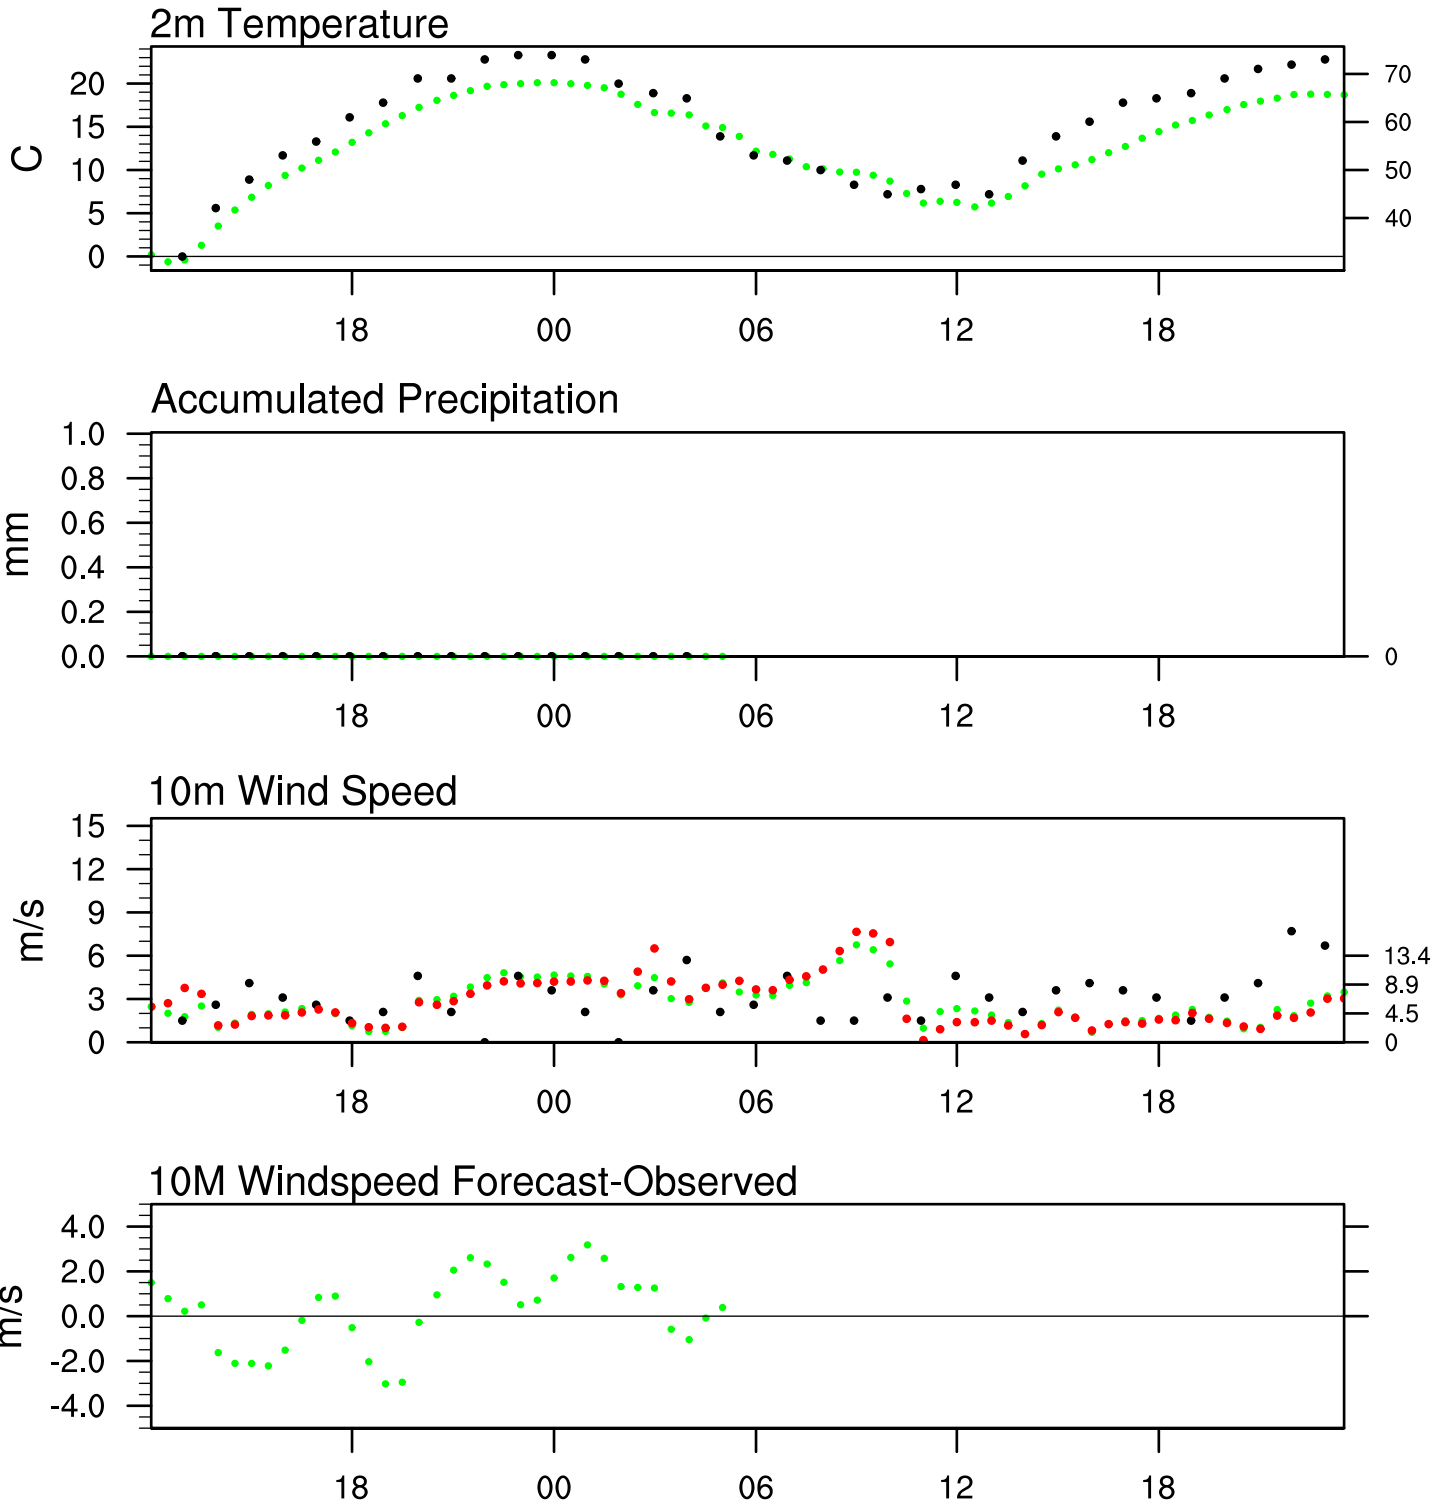 2m Temperature
C
20
15
10
5
0
70
60
50
40
18 00 06 12 18
Accumulated Precipitation
mm
1.0
0.8
0.6
0.4
0.2
0.0
0
18 00 06 12 18
10m Wind Speed
m/s
15
12
9
6
3
0
13.4
8.9
4.5
0
18 00 06 12 18
10M Windspeed Forecast-Observed
m/s
4.0
2.0
0.0
-2.0
-4.0
18 00 06 12 18